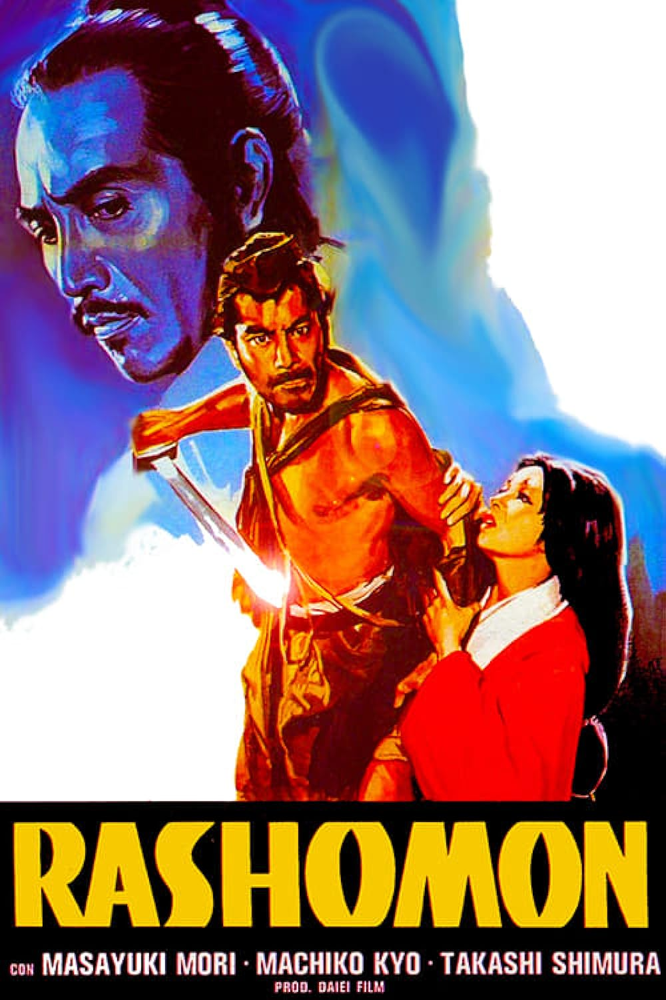 RASHOMON
CON MASAYUKI MORI · MACHIKO KYO · TAKASHI SHIMURA
PROD. DAIEI FILM